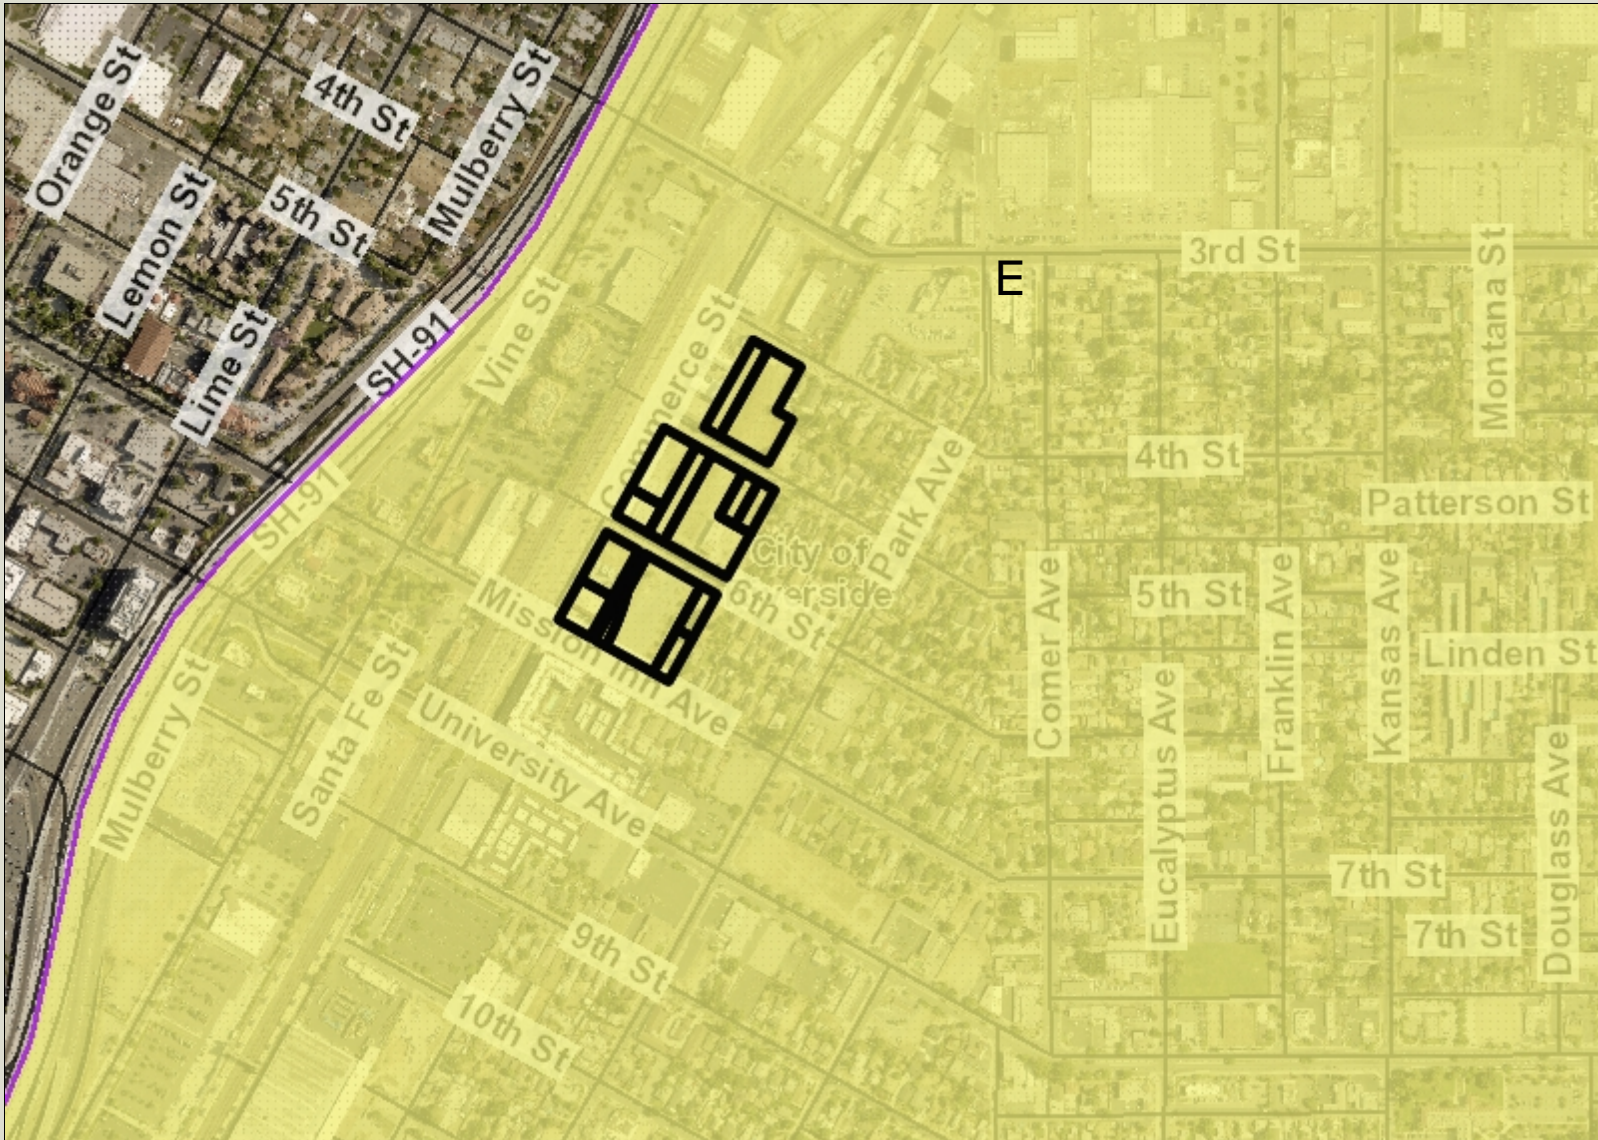 Orange St
4th St
Mulberry St
Lemon St
5th St
Lime St
SH-91
Vine St
3rd St
E
Montana St
Commerce St
Park Ave
4th St
Patterson St
SH-91
City of
6th St
Mission Inn Ave
Comer Ave
5th St
Franklin Ave
Kansas Ave
Linden St
Mulberry St
Santa Fe St
University Ave
Eucalyptus Ave
Douglass Ave
7th St
7th St
9th St
10th St